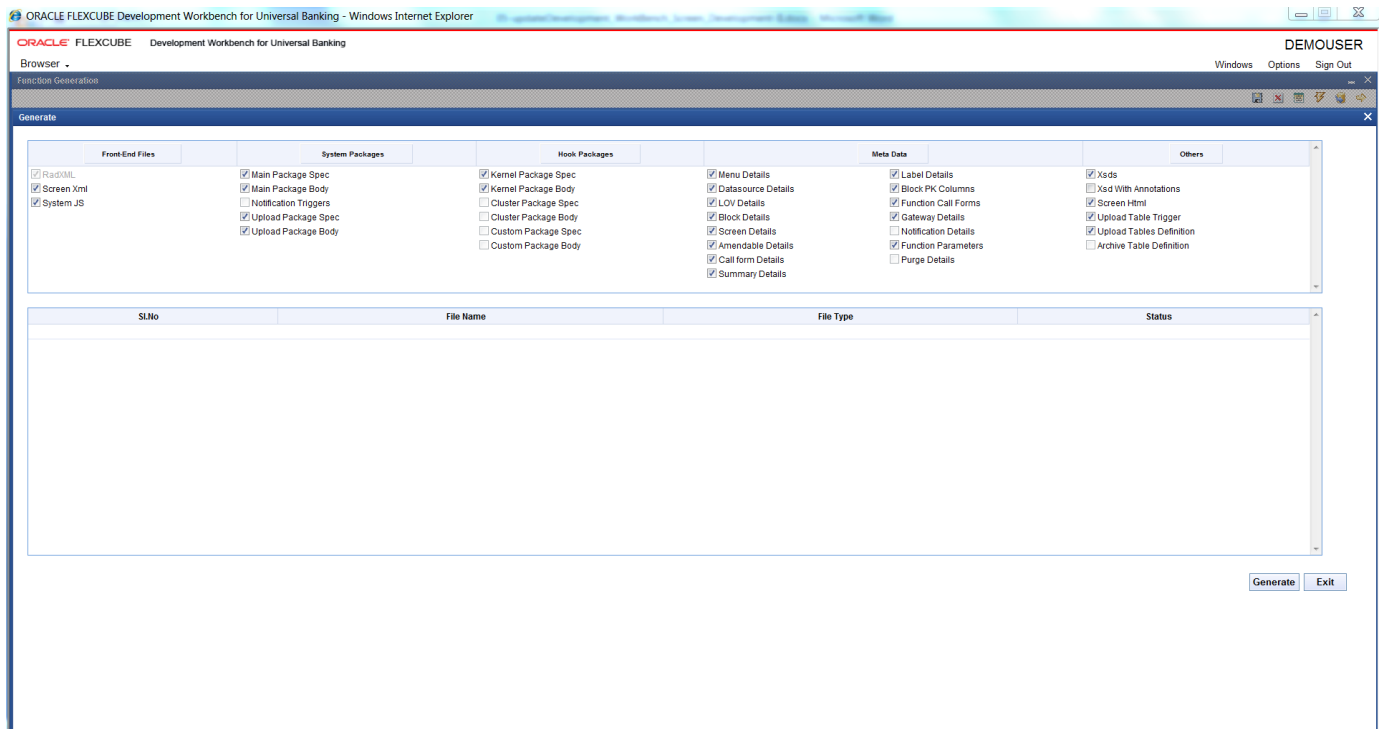 ORACLE FLEXCUBE Development Workbench for Universal Banking - Windows Internet Explorer
ORACLE FLEXCUBE Development Workbench for Universal Banking
DEMOUSER
Browser
Windows Options Sign Out
Function Generation
Generate
Front-End Files System Packages Hook Packages Meta Data Others
RadXML Main Package Spec Kernel Package Spec Menu Details Label Details Xsds
Screen Xml Main Package Body Kernel Package Body Datasource Details Block PK Columns Xsd With Annotations
System JS Notification Triggers Cluster Package Spec LOV Details Function Call Forms Screen Html
Upload Package Spec Cluster Package Body Block Details Gateway Details Upload Table Trigger
Upload Package Body Custom Package Spec Screen Details Notification Details Upload Tables Definition
Custom Package Body Amendable Details Function Parameters Archive Table Definition
Call form Details Purge Details
Summary Details
Sl.No File Name File Type Status
Generate Exit